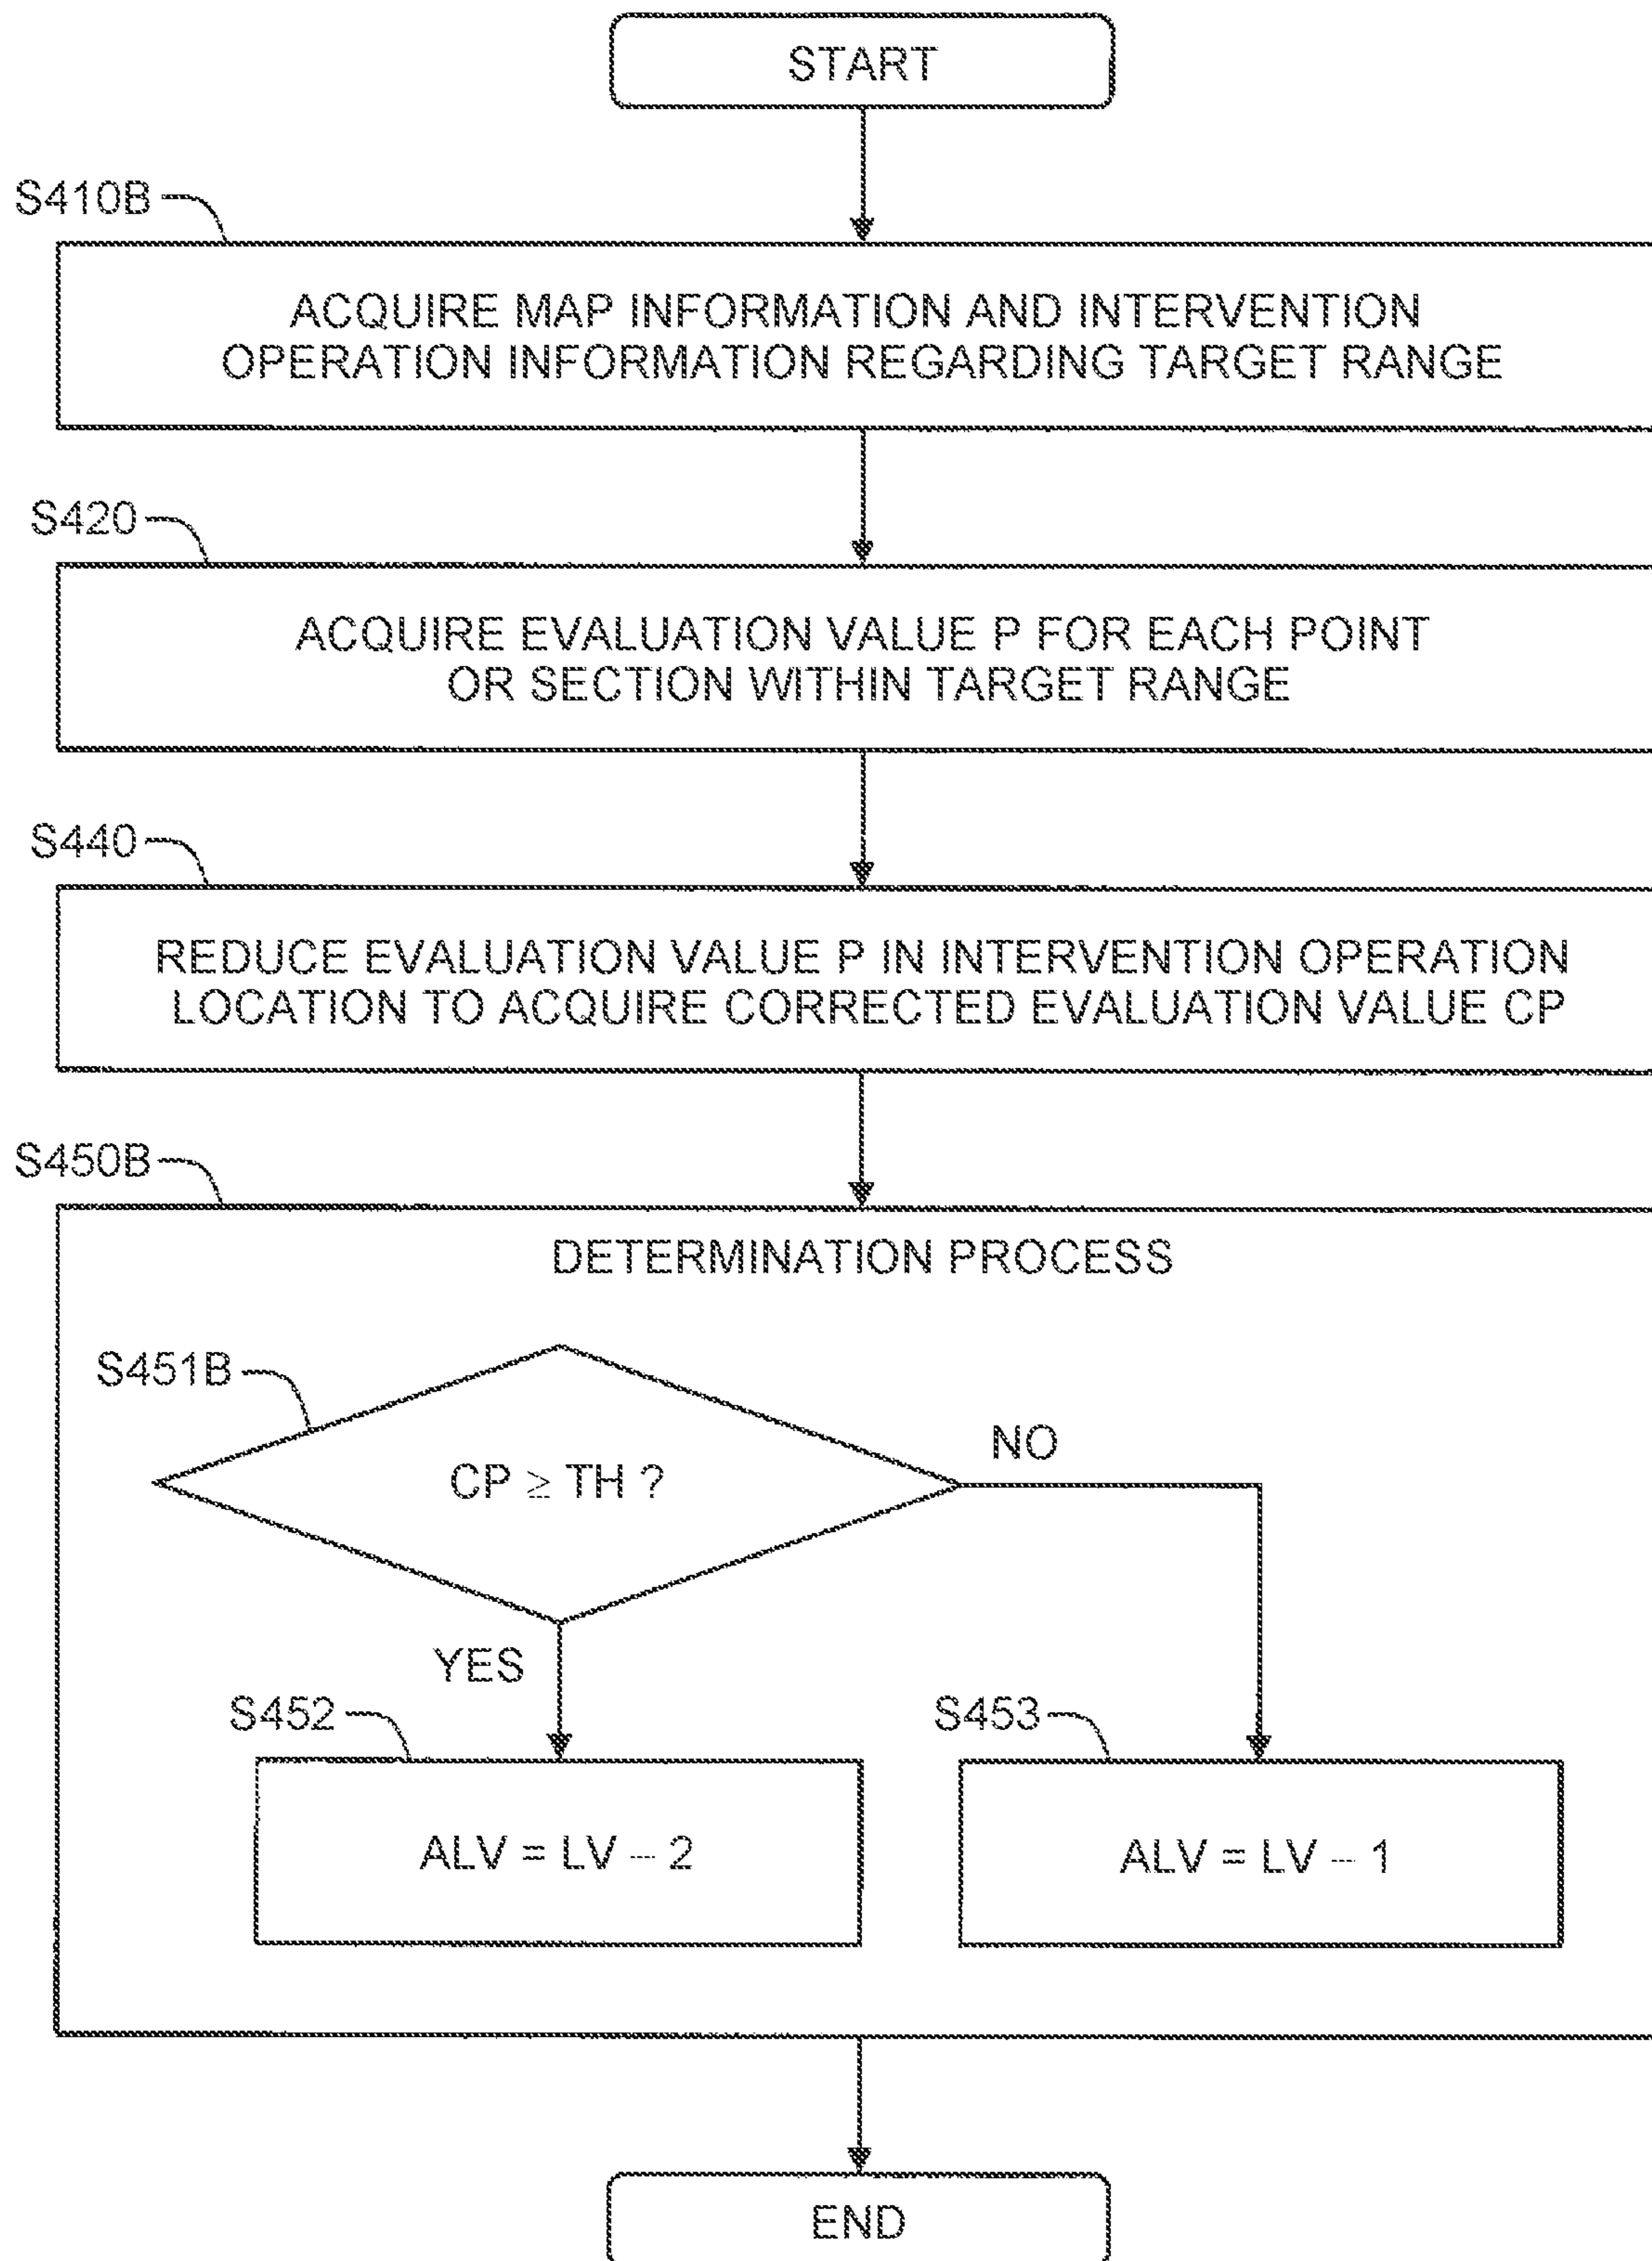 START
S410B
ACQUIRE MAP INFORMATION AND INTERVENTION
OPERATION INFORMATION REGARDING TARGET RANGE
S420
ACQUIRE EVALUATION VALUE P FOR EACH POINT
OR SECTION WITHIN TARGET RANGE
S440
REDUCE EVALUATION VALUE P IN INTERVENTION OPERATION
LOCATION TO ACQUIRE CORRECTED EVALUATION VALUE CP
S450B
DETERMINATION PROCESS
S451B
CP ≥ TH ?
NO
YES
S452
S453
ALV = LV – 2
ALV = LV – 1
END